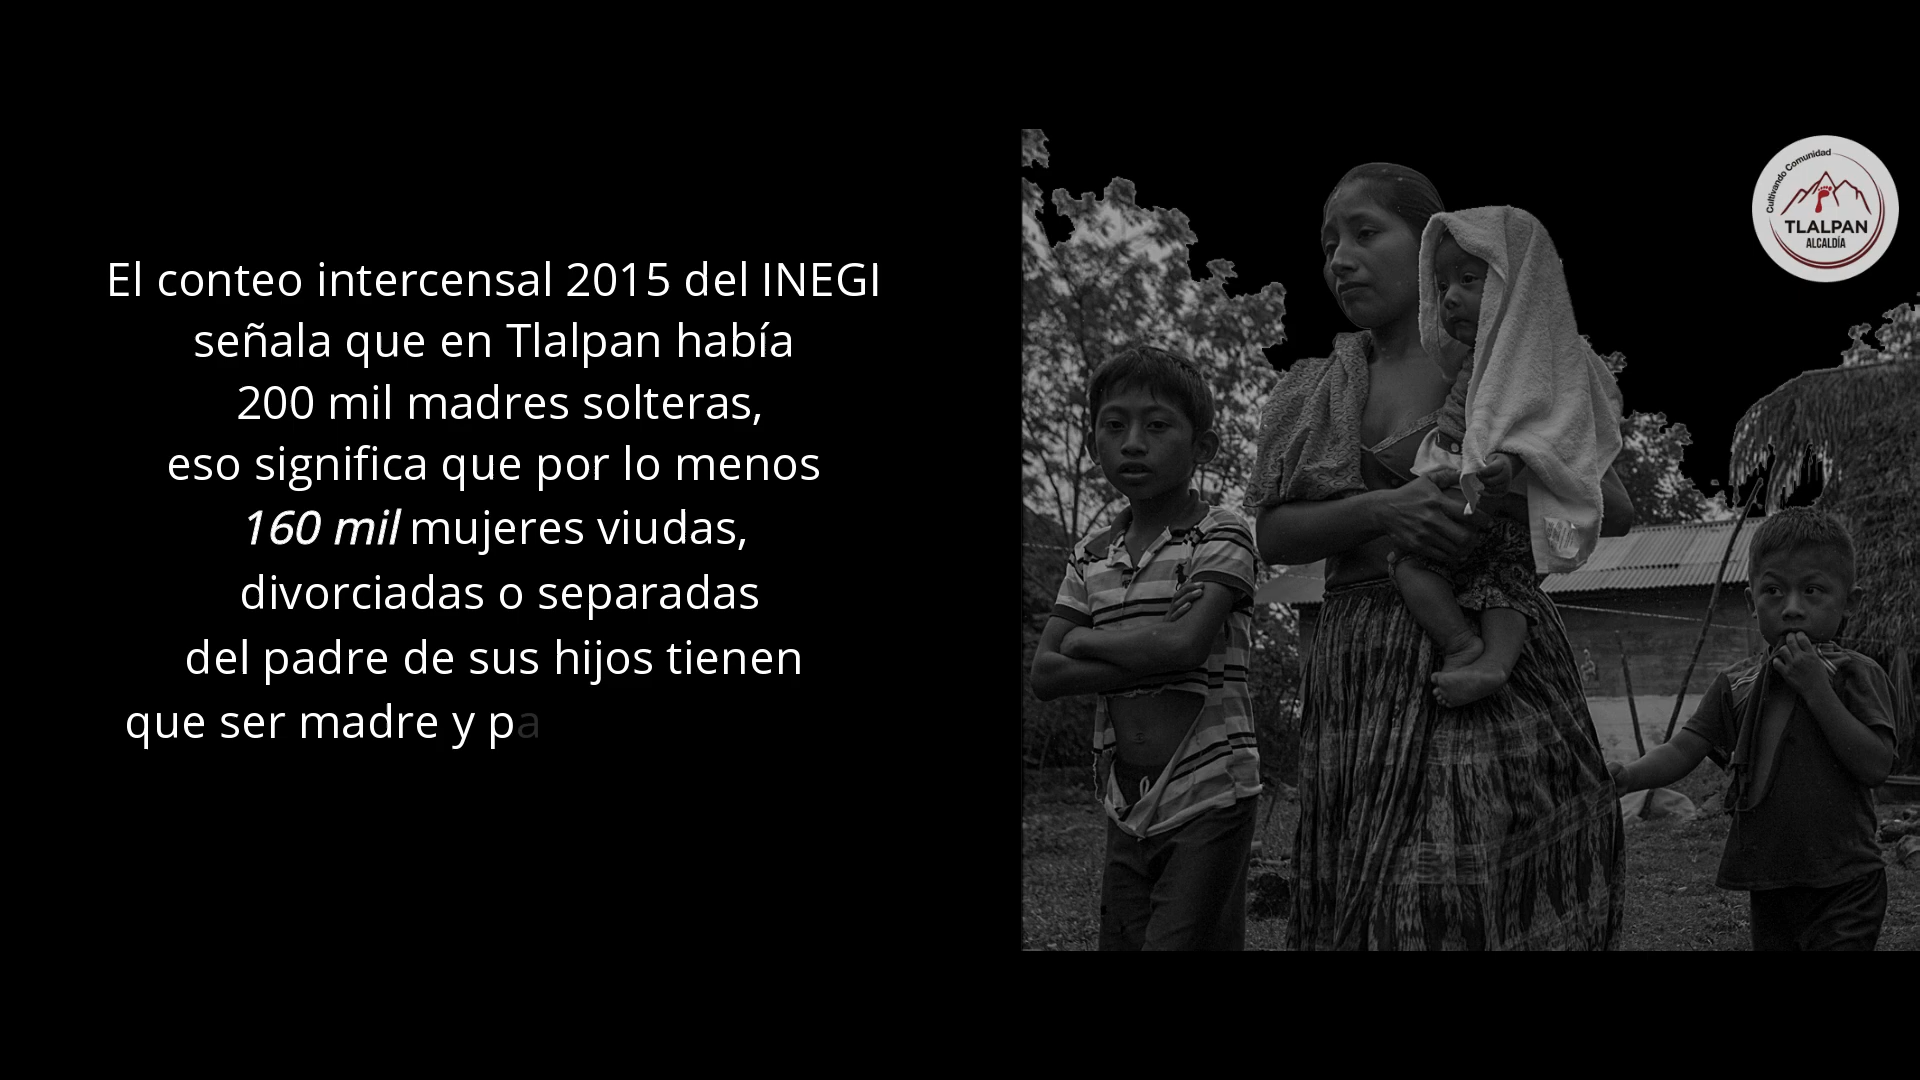 El conteo intercensal 2015 del INEGI
señala que en Tlalpan había
200 mil madres solteras,
eso significa que por lo menos
160 mil mujeres viudas,
divorciadas o separadas
del padre de sus hijos tienen
que ser madre y pa
Cultivando Comunidad
TLALPAN
ALCALDÍA